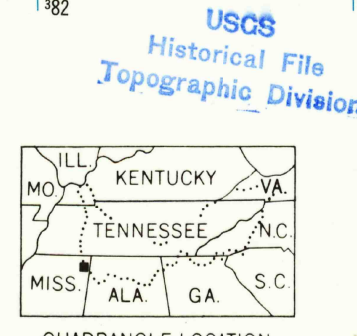 ³82
USGS
Historical File
Topographic Division
ILL.
MO.
KENTUCKY
VA.
TENNESSEE
N.C.
MISS.
ALA.
GA.
S.C.
QUADRANGLE LOCATION